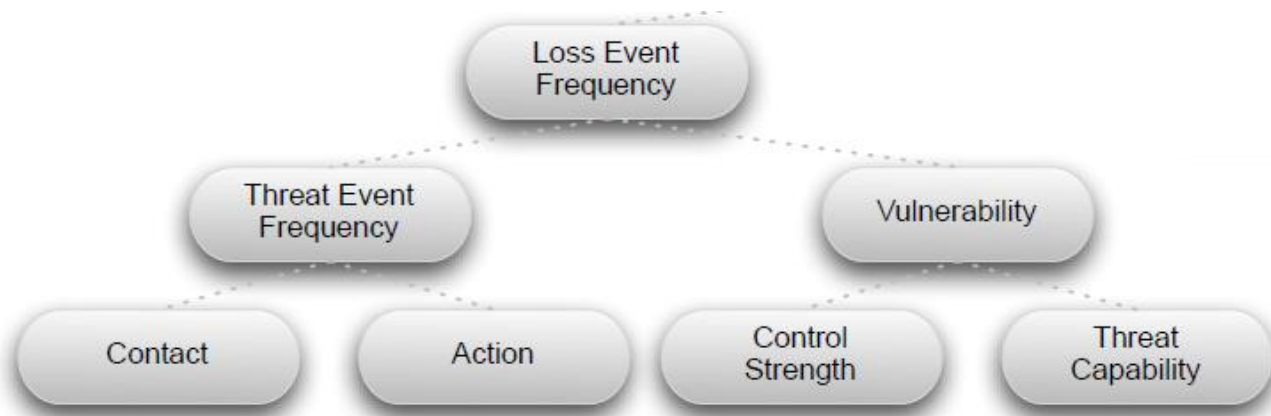 Loss Event
Frequency
Threat Event
Frequency
Vulnerability
Contact
Action
Control
Strength
Threat
Capability